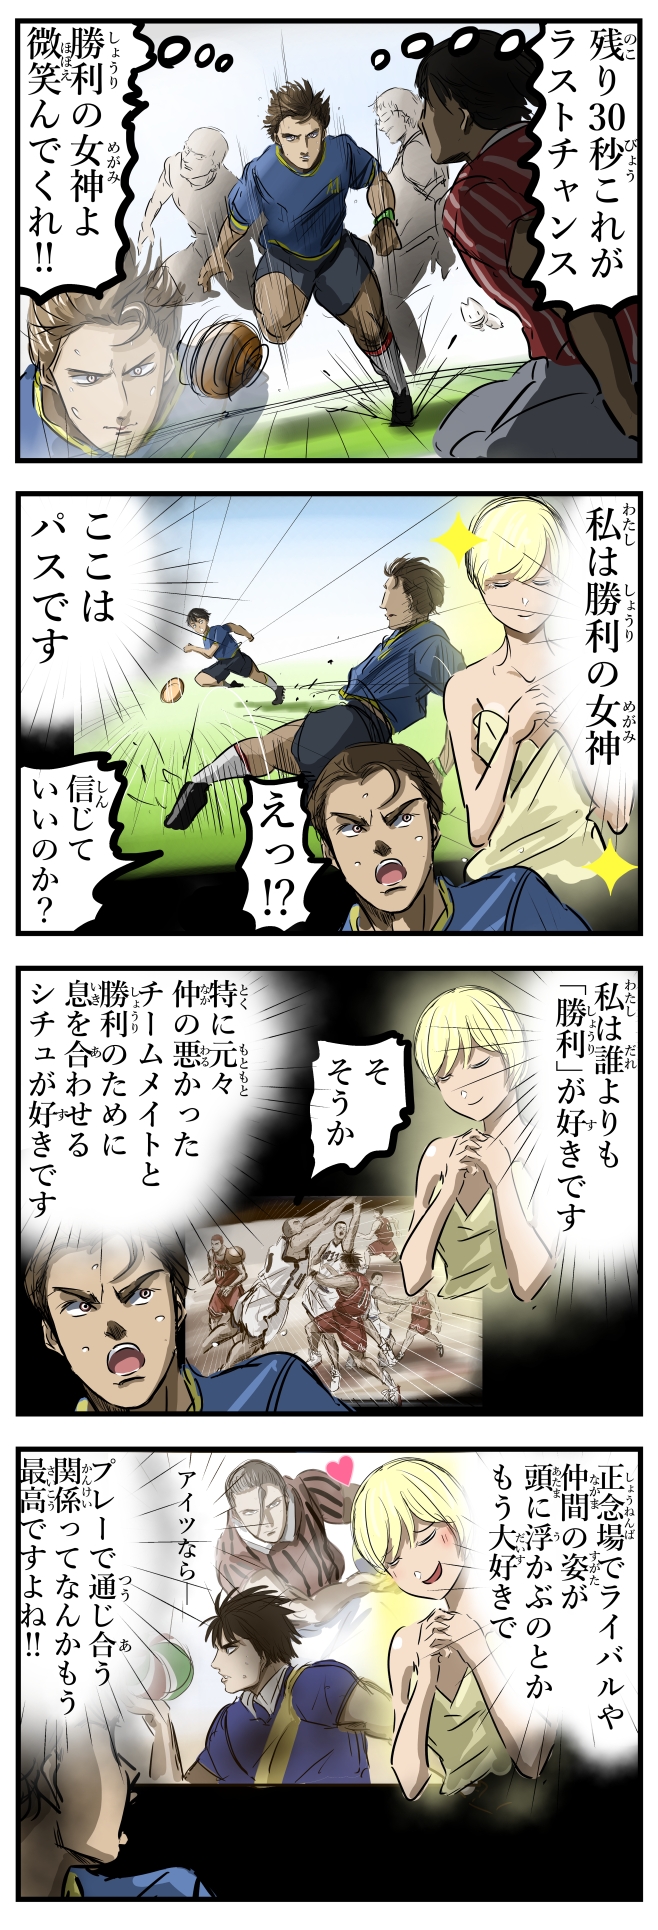 残り30秒これが
ラストチャンス
勝利の女神よ
微笑んでくれ!!
私は勝利の女神
ここは
パスです
えっ!?
信じて
いいのか?
私は誰よりも
「勝利」が好きです
そ
そうか
特に元々
仲の悪かった
チームメイトと
勝利のために
息を合わせる
シチュが好きです
正念場でライバルや
仲間の姿が
頭に浮かぶのとか
もう大好きで
アイツなら―
プレーで通じ合う
関係ってなんかもう
最高ですよね!!